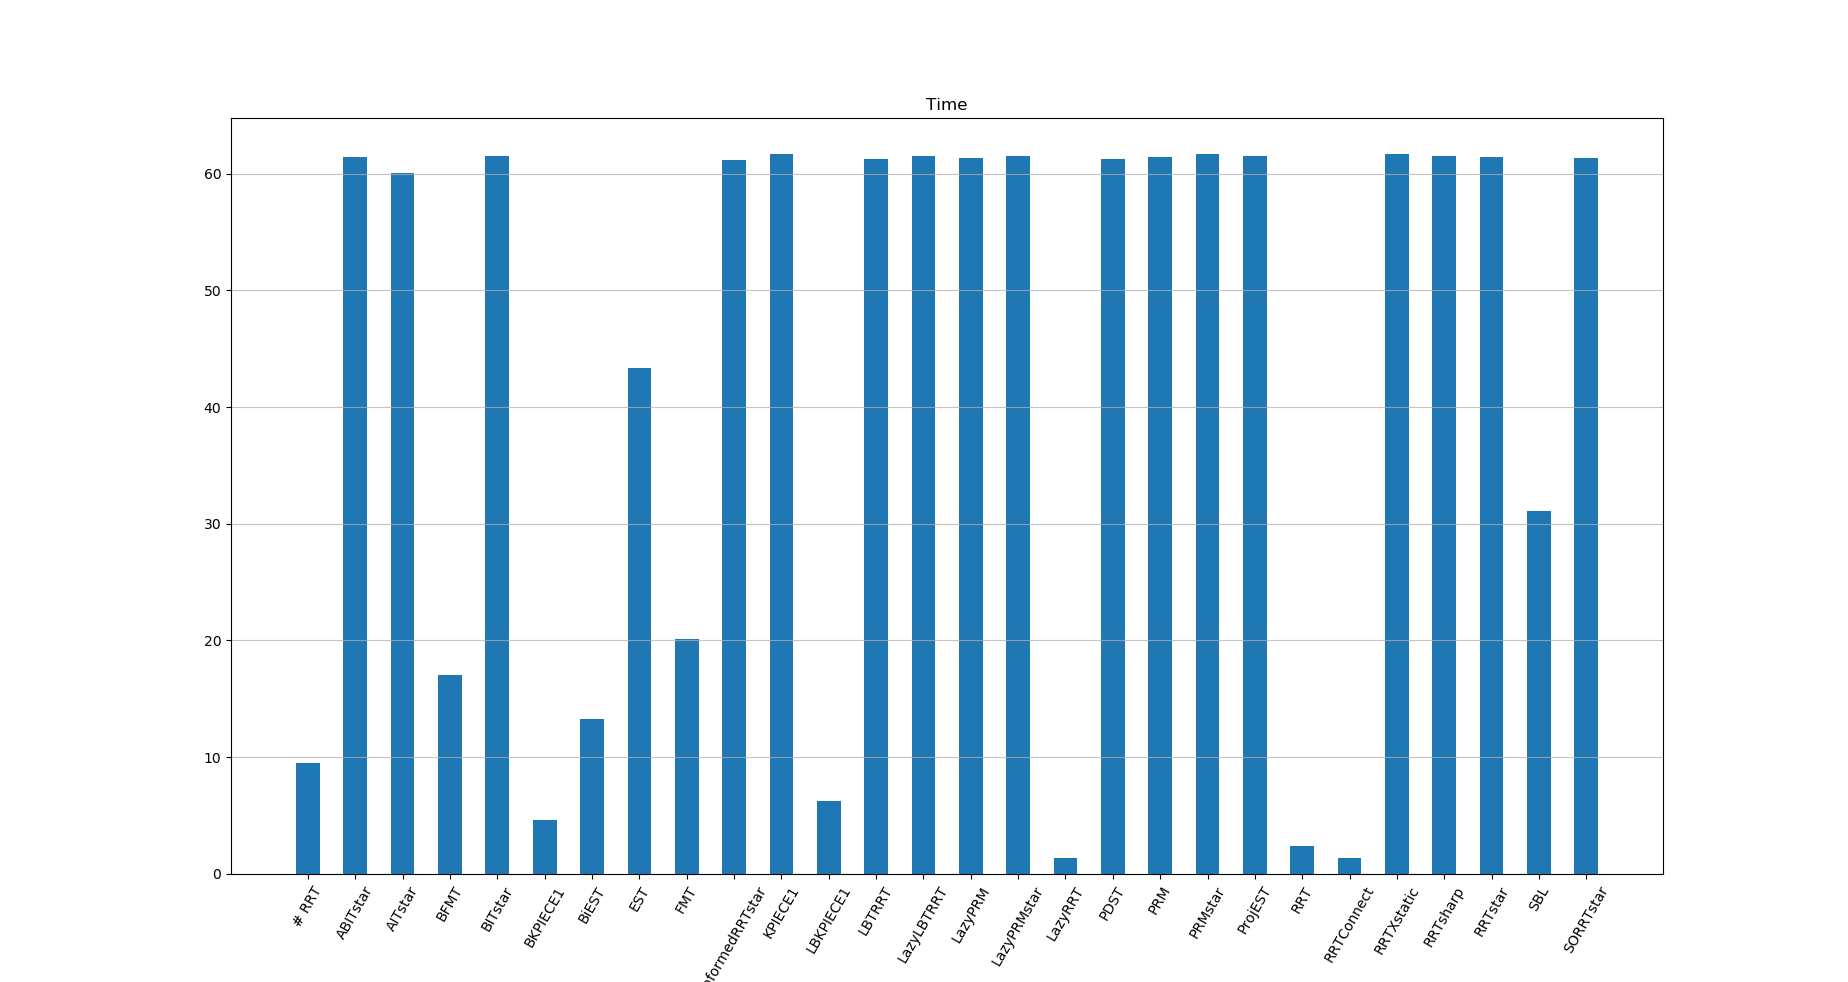 Time
60
50
40
30
20
10
0
# RRT
ABITstar
AITstar
BFMT
BITstar
BKPIECE1
BiEST
EST
FMT
formedRRTstar
KPIECE1
LBKPIECE1
LBTRRT
LazyLBTRRT
LazyPRM
LazyPRMstar
LazyRRT
PDST
PRM
PRMstar
ProjEST
RRT
RRTConnect
RRTXstatic
RRTsharp
RRTstar
SBL
SORRTstar